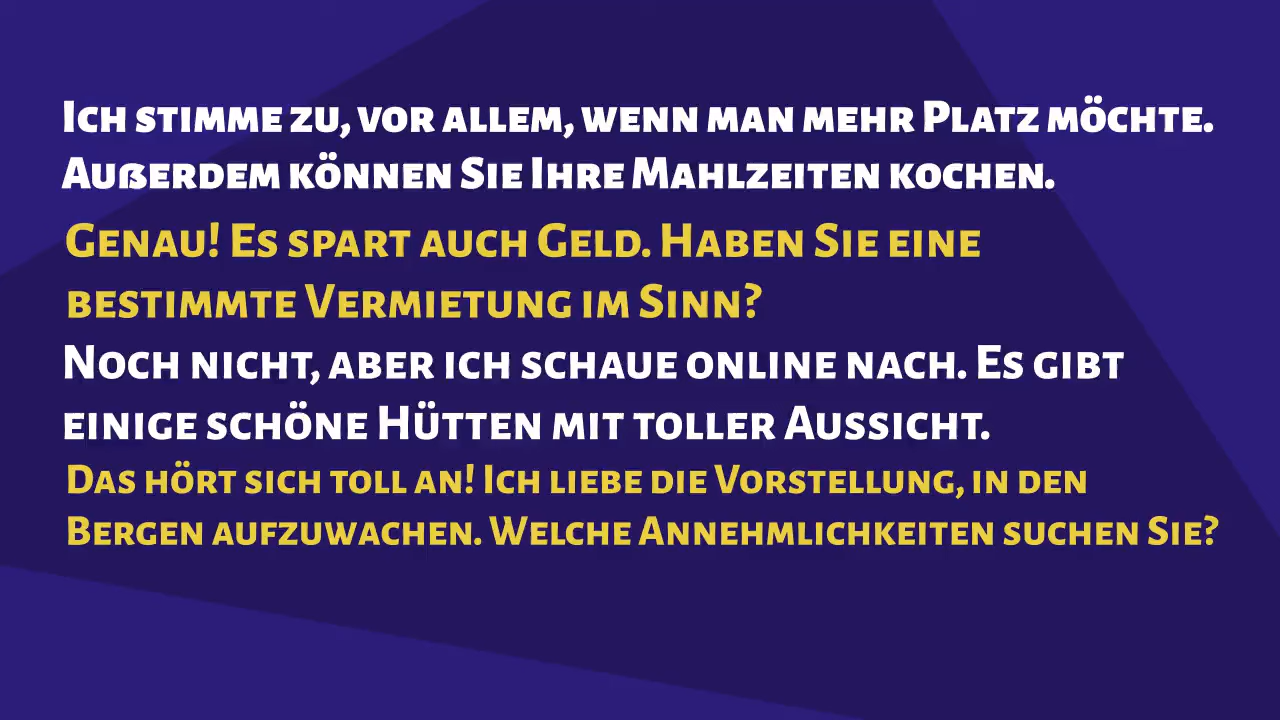 Ich stimme zu, vor allem, wenn man mehr Platz möchte.
Außerdem können Sie Ihre Mahlzeiten kochen.
Genau! Es spart auch Geld. Haben Sie eine
bestimmte Vermietung im Sinn?
Noch nicht, aber ich schaue online nach. Es gibt
einige schöne Hütten mit toller Aussicht.
Das hört sich toll an! Ich liebe die Vorstellung, in den
Bergen aufzuwachen. Welche Annehmlichkeiten suchen Sie?